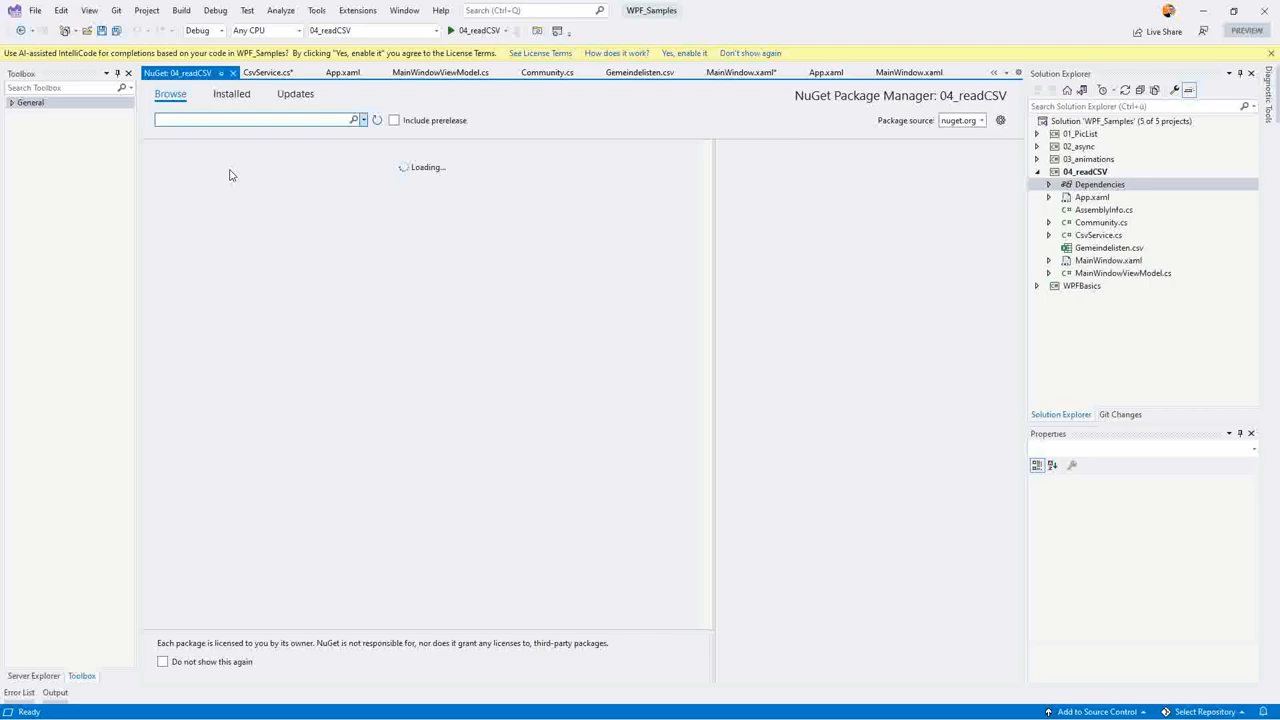 File Edit View Git Project Build Debug Test Analyze Tools Extensions Window Help Search (Ctrl+Q) WPF_Samples
Debug Any CPU 04_readCSV 04_readCSV Live Share PREVIEW
Use AI-assisted IntelliCode for completions based on your code in WPF_Samples? By clicking "Yes, enable it" you agree to the License Terms. See License Terms How does it work? Yes, enable it Don't show again
Toolbox
Search Toolbox
General
NuGet: 04_readCSV CsvService.cs* App.xaml MainWindowViewModel.cs Community.cs Gemeindelisten.csv MainWindow.xaml* App.xaml MainWindow.xaml
Browse Installed Updates
NuGet Package Manager: 04_readCSV
Include prerelease
Package source: nuget.org
Loading...
Each package is licensed to you by its owner. NuGet is not responsible for, nor does it grant any licenses to, third-party packages.
Do not show this again
Solution Explorer
Search Solution Explorer (Ctrl+ü)
Solution 'WPF_Samples' (5 of 5 projects)
01_PicList
02_async
03_animations
04_readCSV
Dependencies
App.xaml
AssemblyInfo.cs
Community.cs
CsvService.cs
Gemeindelisten.csv
MainWindow.xaml
MainWindowViewModel.cs
WPFBasics
Solution Explorer Git Changes
Properties
Diagnostic Tools
Server Explorer Toolbox
Error List Output
Ready
Add to Source Control Select Repository